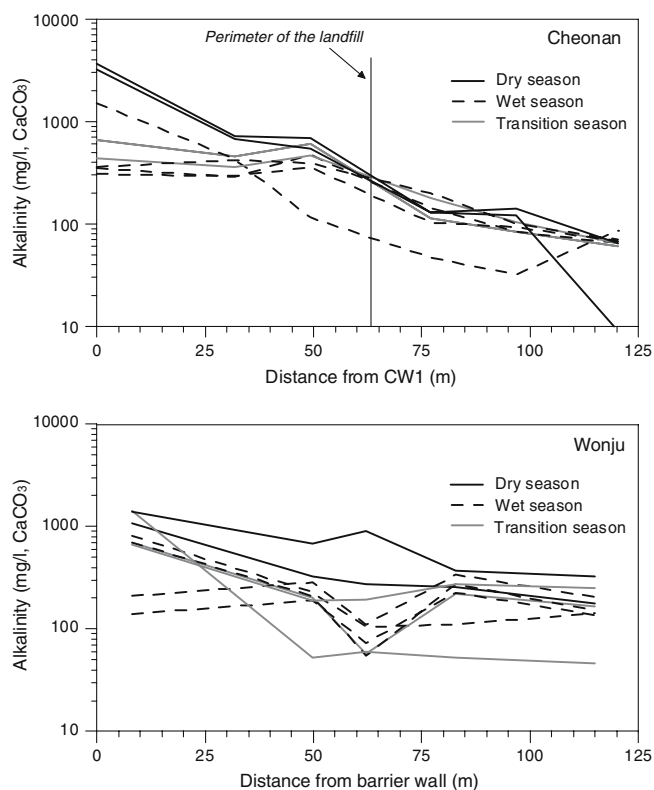 10000
Perimeter of the landfill
Cheonan
Dry season
Wet season
Transition season
1000
100
10
Alkalinity (mg/l, CaCO₃)
0 25 50 75 100 125
Distance from CW1 (m)
10000
Wonju
Dry season
Wet season
Transition season
1000
100
10
Alkalinity (mg/l, CaCO₃)
0 25 50 75 100 125
Distance from barrier wall (m)